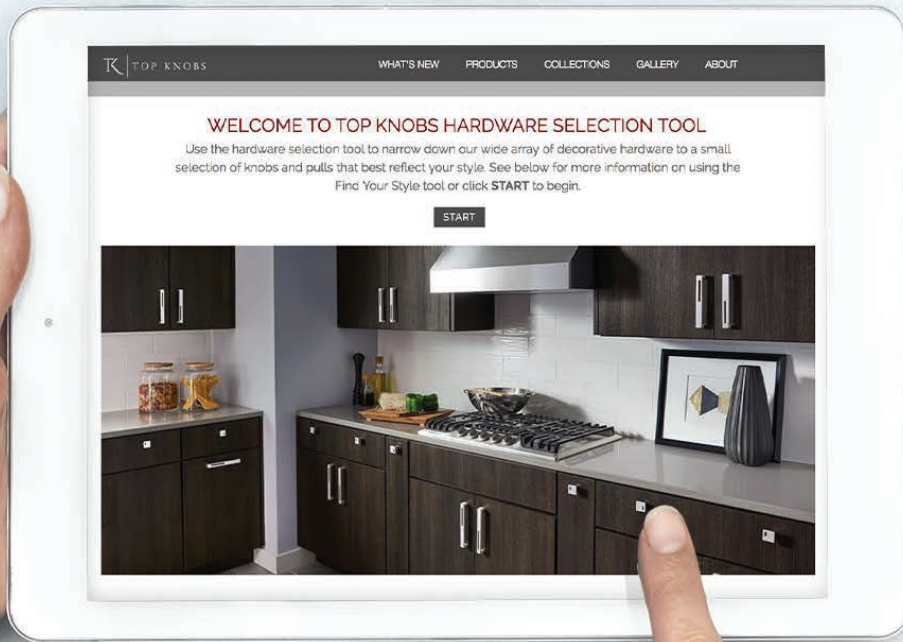 TK TOP KNOBS
WHAT'S NEW PRODUCTS COLLECTIONS GALLERY ABOUT
WELCOME TO TOP KNOBS HARDWARE SELECTION TOOL
Use the hardware selection tool to narrow down our wide array of decorative hardware to a small
selection of knobs and pulls that best reflect your style. See below for more information on using the
Find Your Style tool or click START to begin.
START